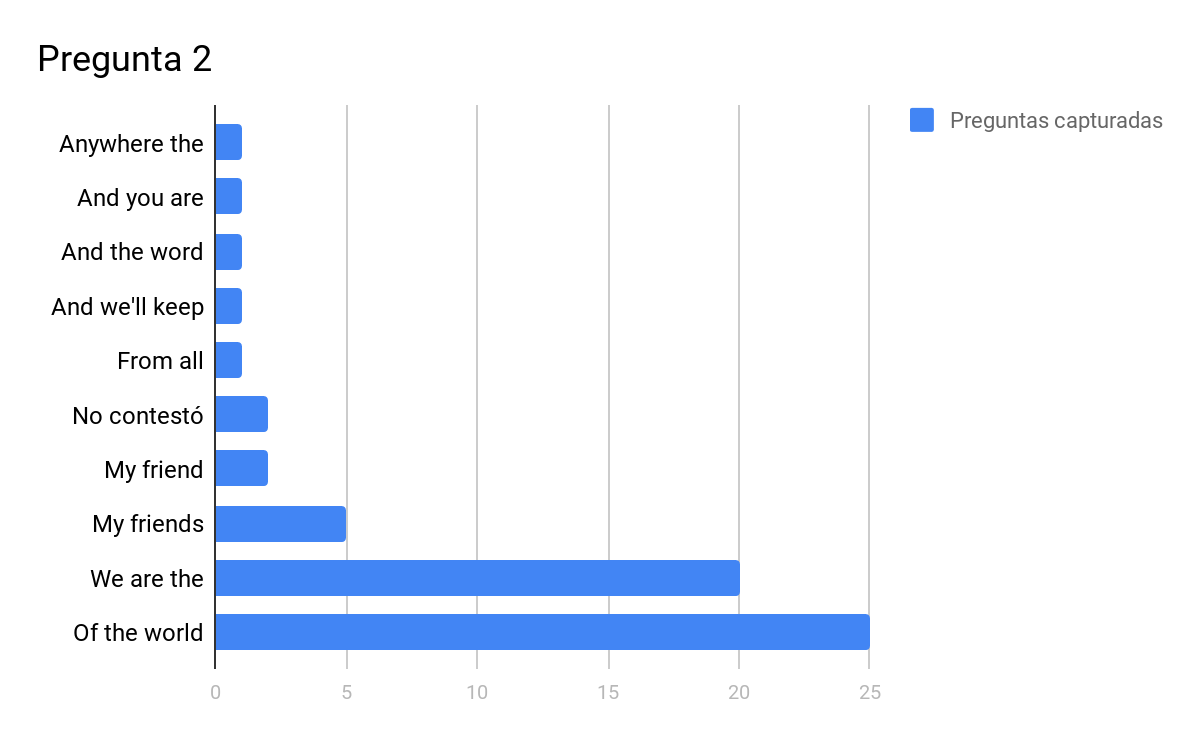 Pregunta 2
Preguntas capturadas
Anywhere the
And you are
And the word
And we'll keep
From all
No contestó
My friend
My friends
We are the
Of the world
0 5 10 15 20 25